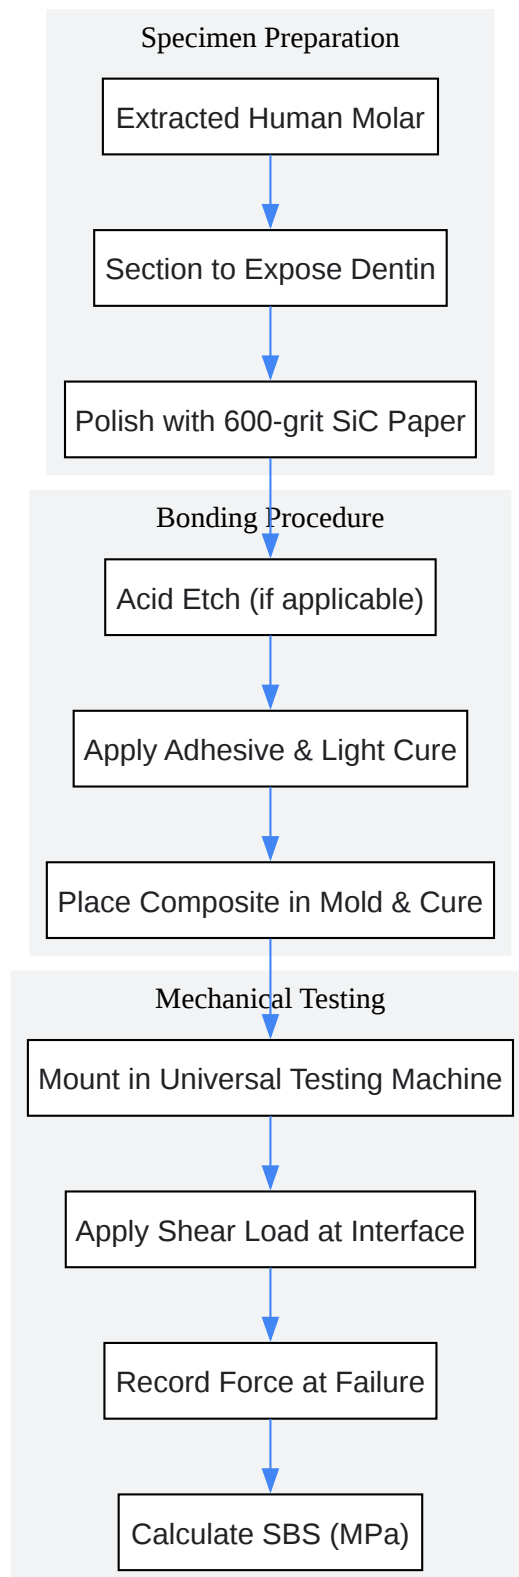 Specimen Preparation
Extracted Human Molar
Section to Expose Dentin
Polish with 600-grit SiC Paper
Bonding Procedure
Acid Etch (if applicable)
Apply Adhesive & Light Cure
Place Composite in Mold & Cure
Mechanical Testing
Mount in Universal Testing Machine
Apply Shear Load at Interface
Record Force at Failure
Calculate SBS (MPa)